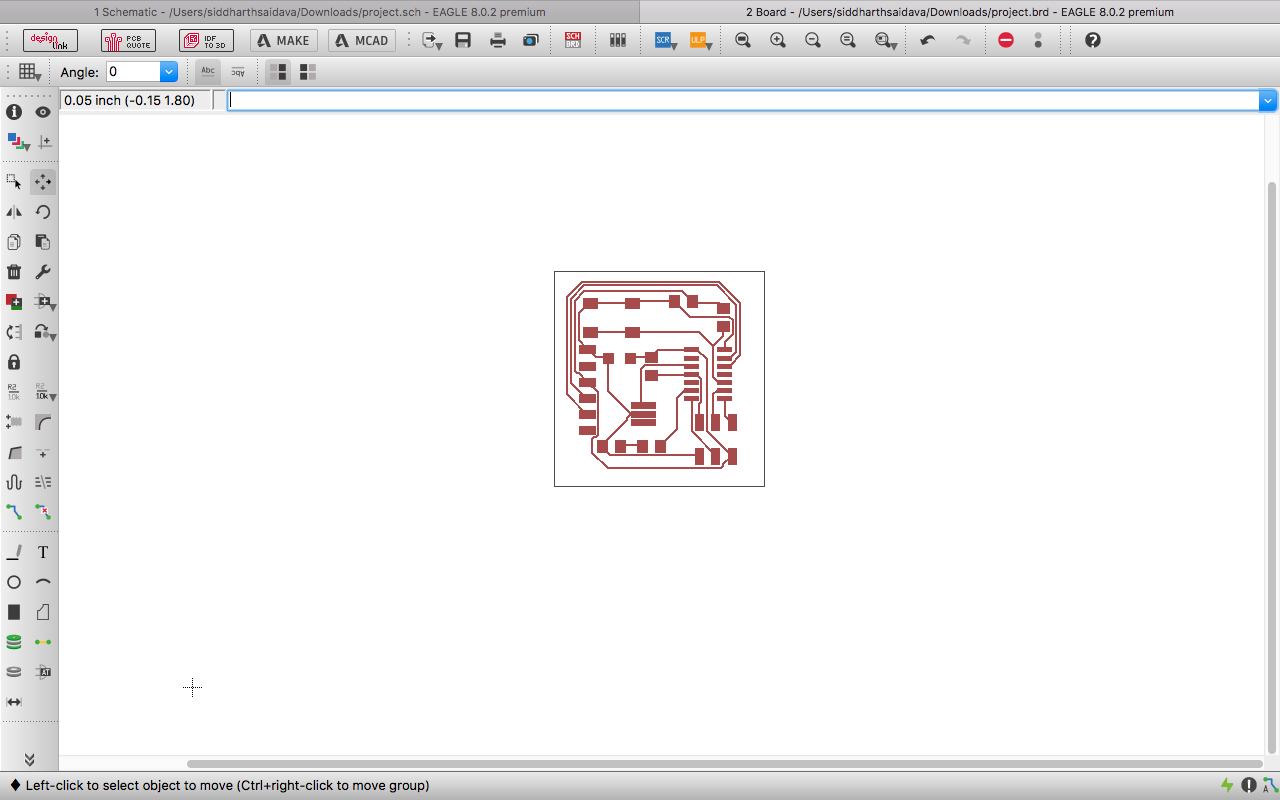 1 Schematic - /Users/siddharthsaidava/Downloads/project.sch - EAGLE 8.0.2 premium
2 Board - /Users/siddharthsaidava/Downloads/project.brd - EAGLE 8.0.2 premium
design link
PCB QUOTE
IDF TO 3D
MAKE
MCAD
SCH BRD
SCR
ULP
?
Angle: 0
Abc
Abc
0.05 inch (-0.15 1.80)
R2 10k
R2 10k
T
AT
Left-click to select object to move (Ctrl+right-click to move group)
A